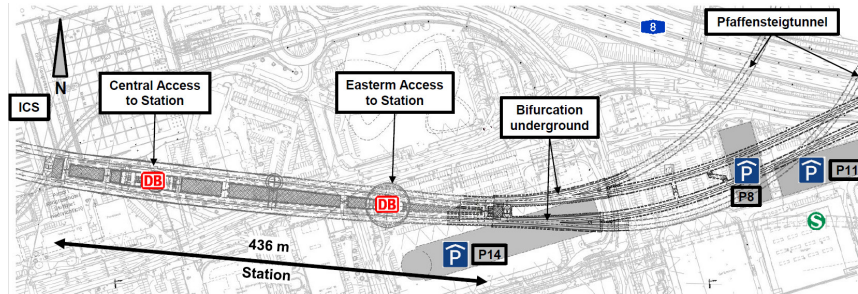 8
Pfaffensteigtunnel
N
ICS
Central Access
to Station
Easterm Access
to Station
Bifurcation
underground
DB
DB
P
P8
P
P11
S
P
P14
436 m
Station